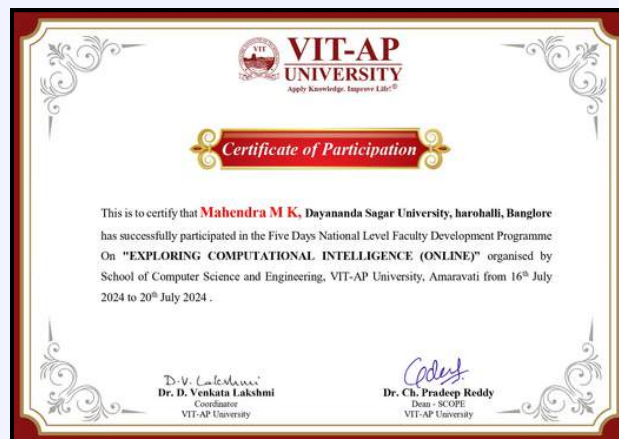 VIT
VIT-AP
UNIVERSITY
Apply Knowledge. Improve Life!®
Certificate of Participation
This is to certify that Mahendra M K, Dayananda Sagar University, harohalli, Banglore
has successfully participated in the Five Days National Level Faculty Development Programme
On "EXPLORING COMPUTATIONAL INTELLIGENCE (ONLINE)" organised by
School of Computer Science and Engineering, VIT-AP University, Amaravati from 16th July
2024 to 20th July 2024 .
D.V. Lakshmi
Dr. D. Venkata Lakshmi
Coordinator
VIT-AP University
Dr. Ch. Pradeep Reddy
Dean - SCOPE
VIT-AP University